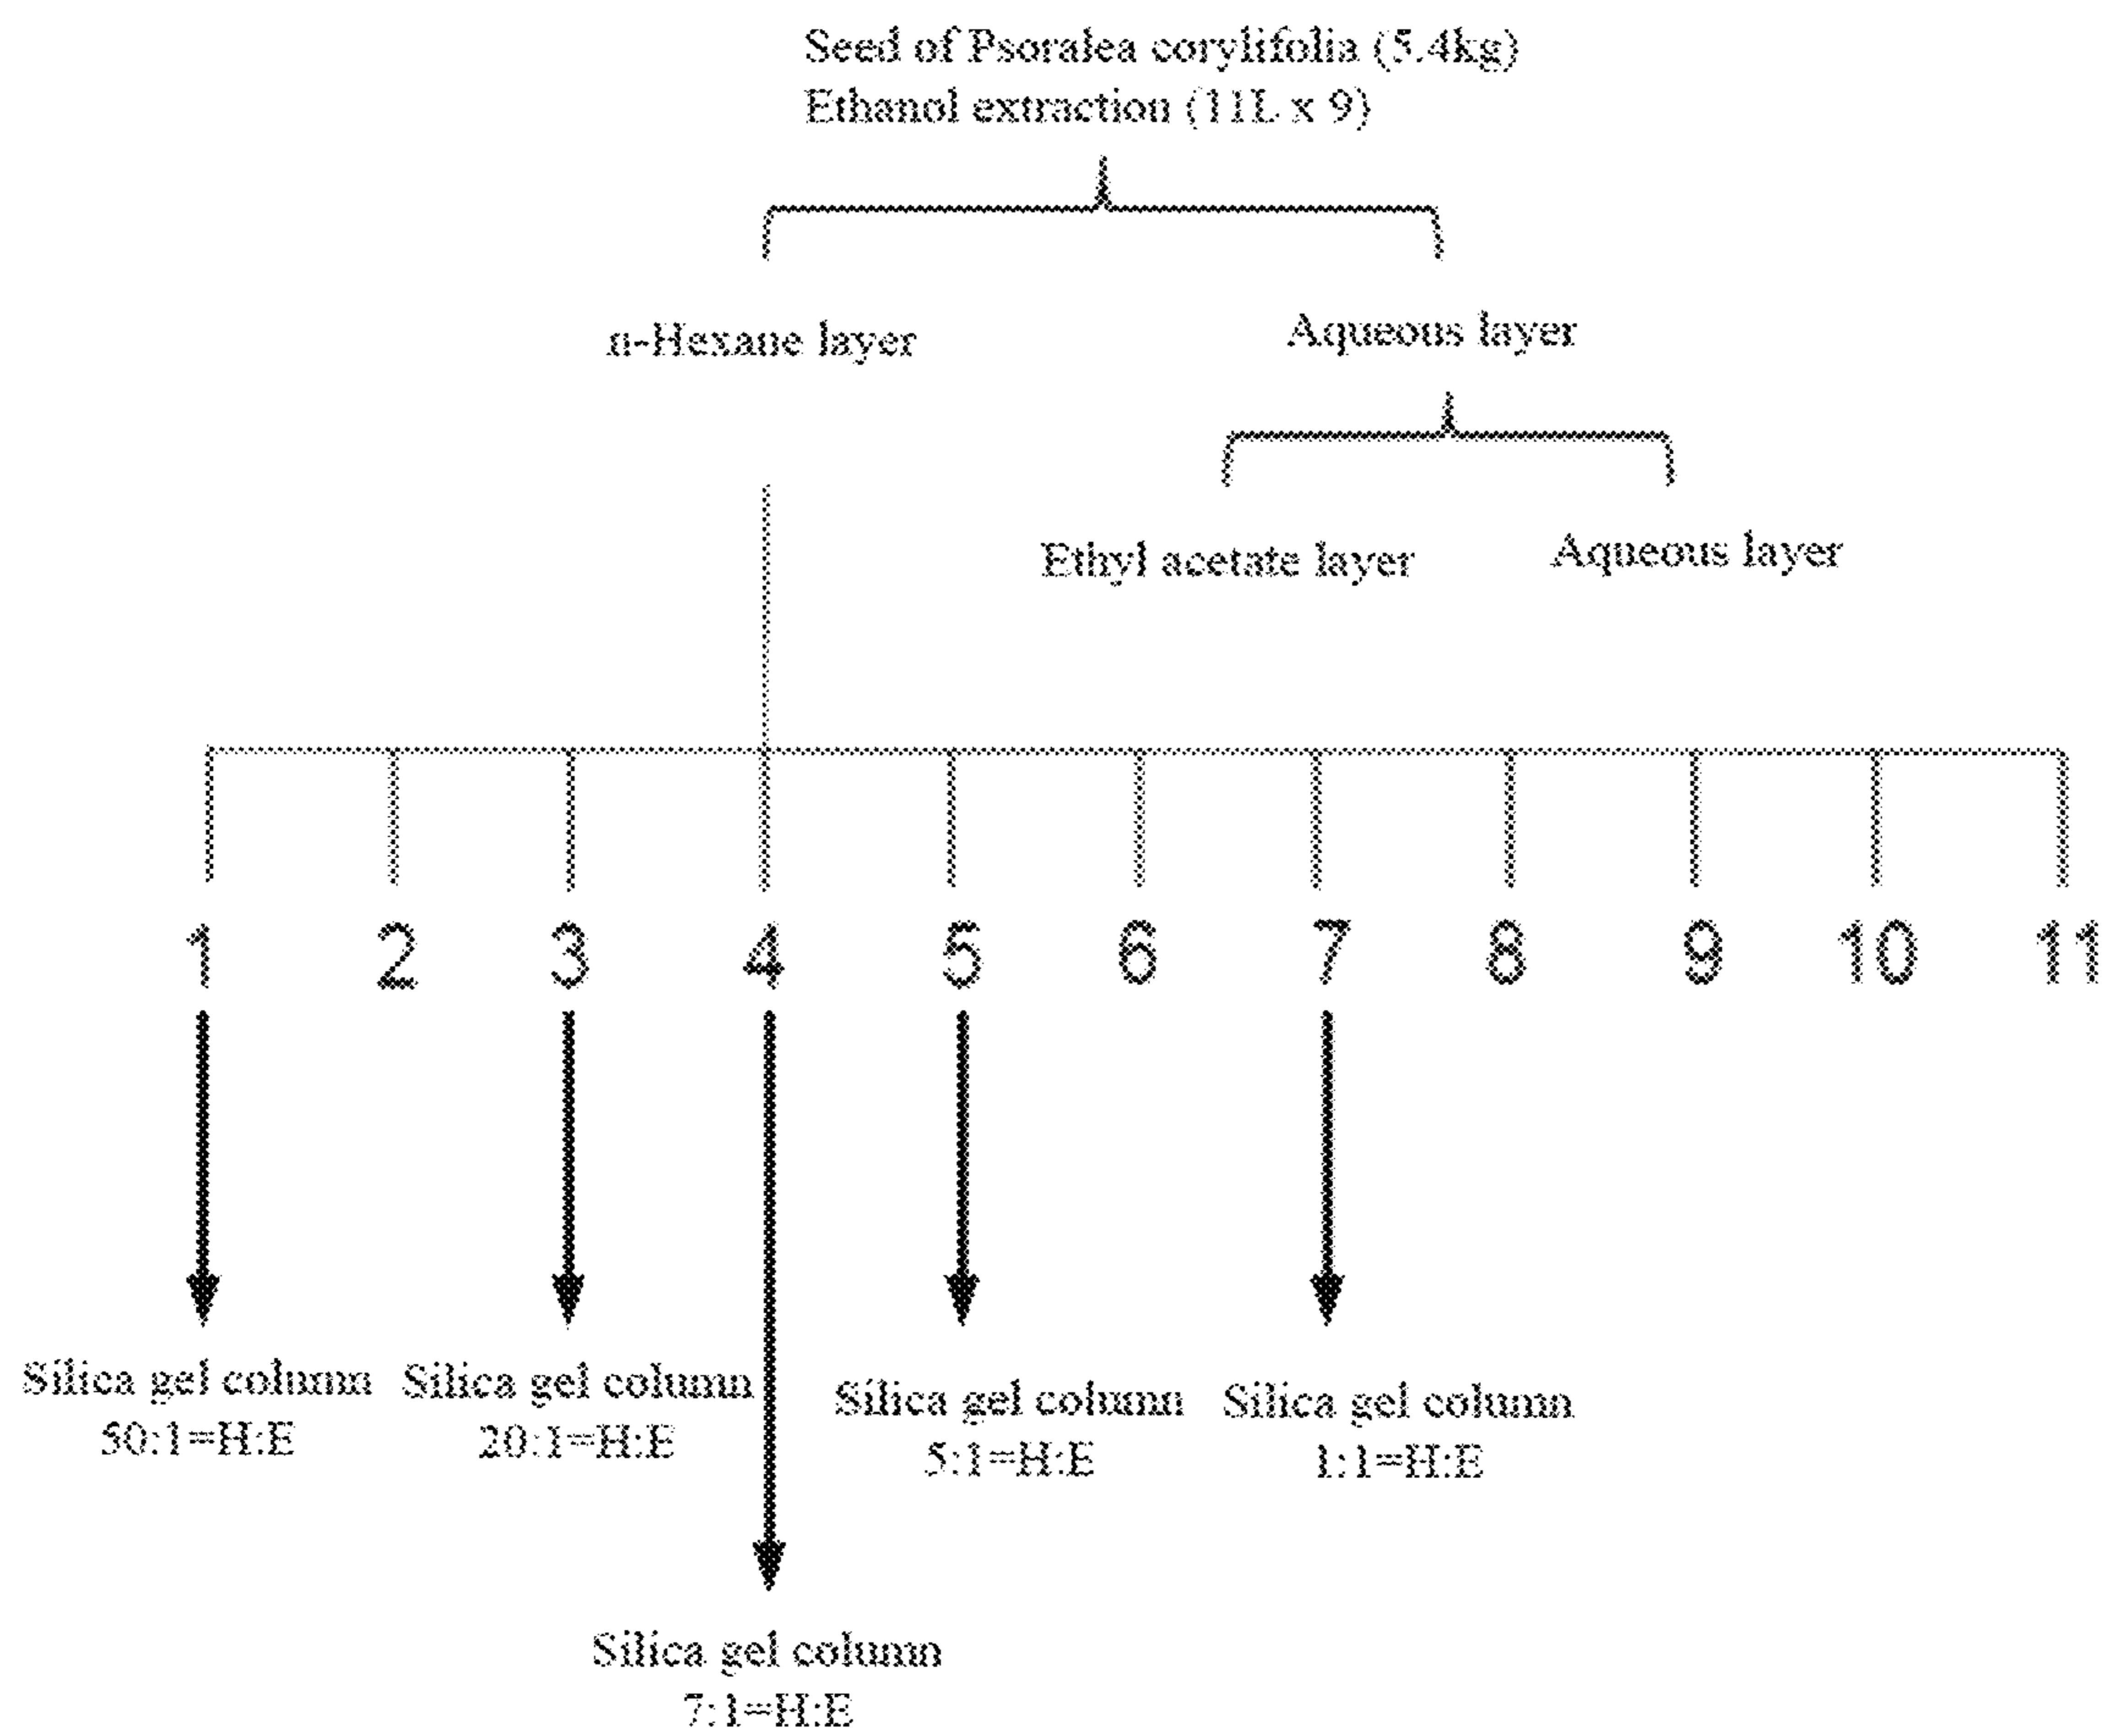 Seed of Psoralea corylifolia (5.4kg)
Ethanol extraction (11L x 9)
n-Hexane layer
Aqueous layer
Ethyl acetate layer
Aqueous layer
1 2 3 4 5 6 7 8 9 10 11
Silica gel column
50:1=H:E
Silica gel column
20:1=H:E
Silica gel column
5:1=H:E
Silica gel column
1:1=H:E
Silica gel column
7:1=H:E